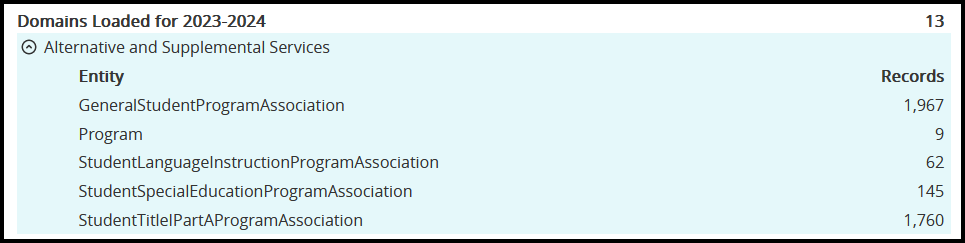 Domains Loaded for 2023-2024 13
Alternative and Supplemental Services
Entity Records
GeneralStudentProgramAssociation 1,967
Program 9
StudentLanguageInstructionProgramAssociation 62
StudentSpecialEducationProgramAssociation 145
StudentTitleIPartAProgramAssociation 1,760